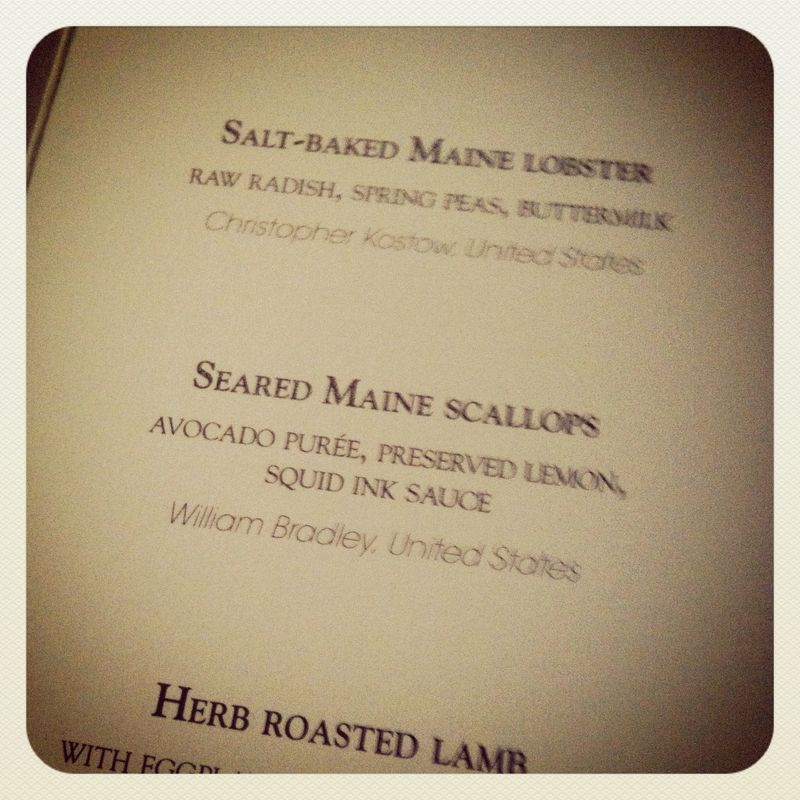 Salt-baked Maine lobster
raw radish, spring peas, buttermilk
Christopher Kostow, United States
Seared Maine scallops
avocado purée, preserved lemon,
squid ink sauce
William Bradley, United States
Herb roasted lamb
with